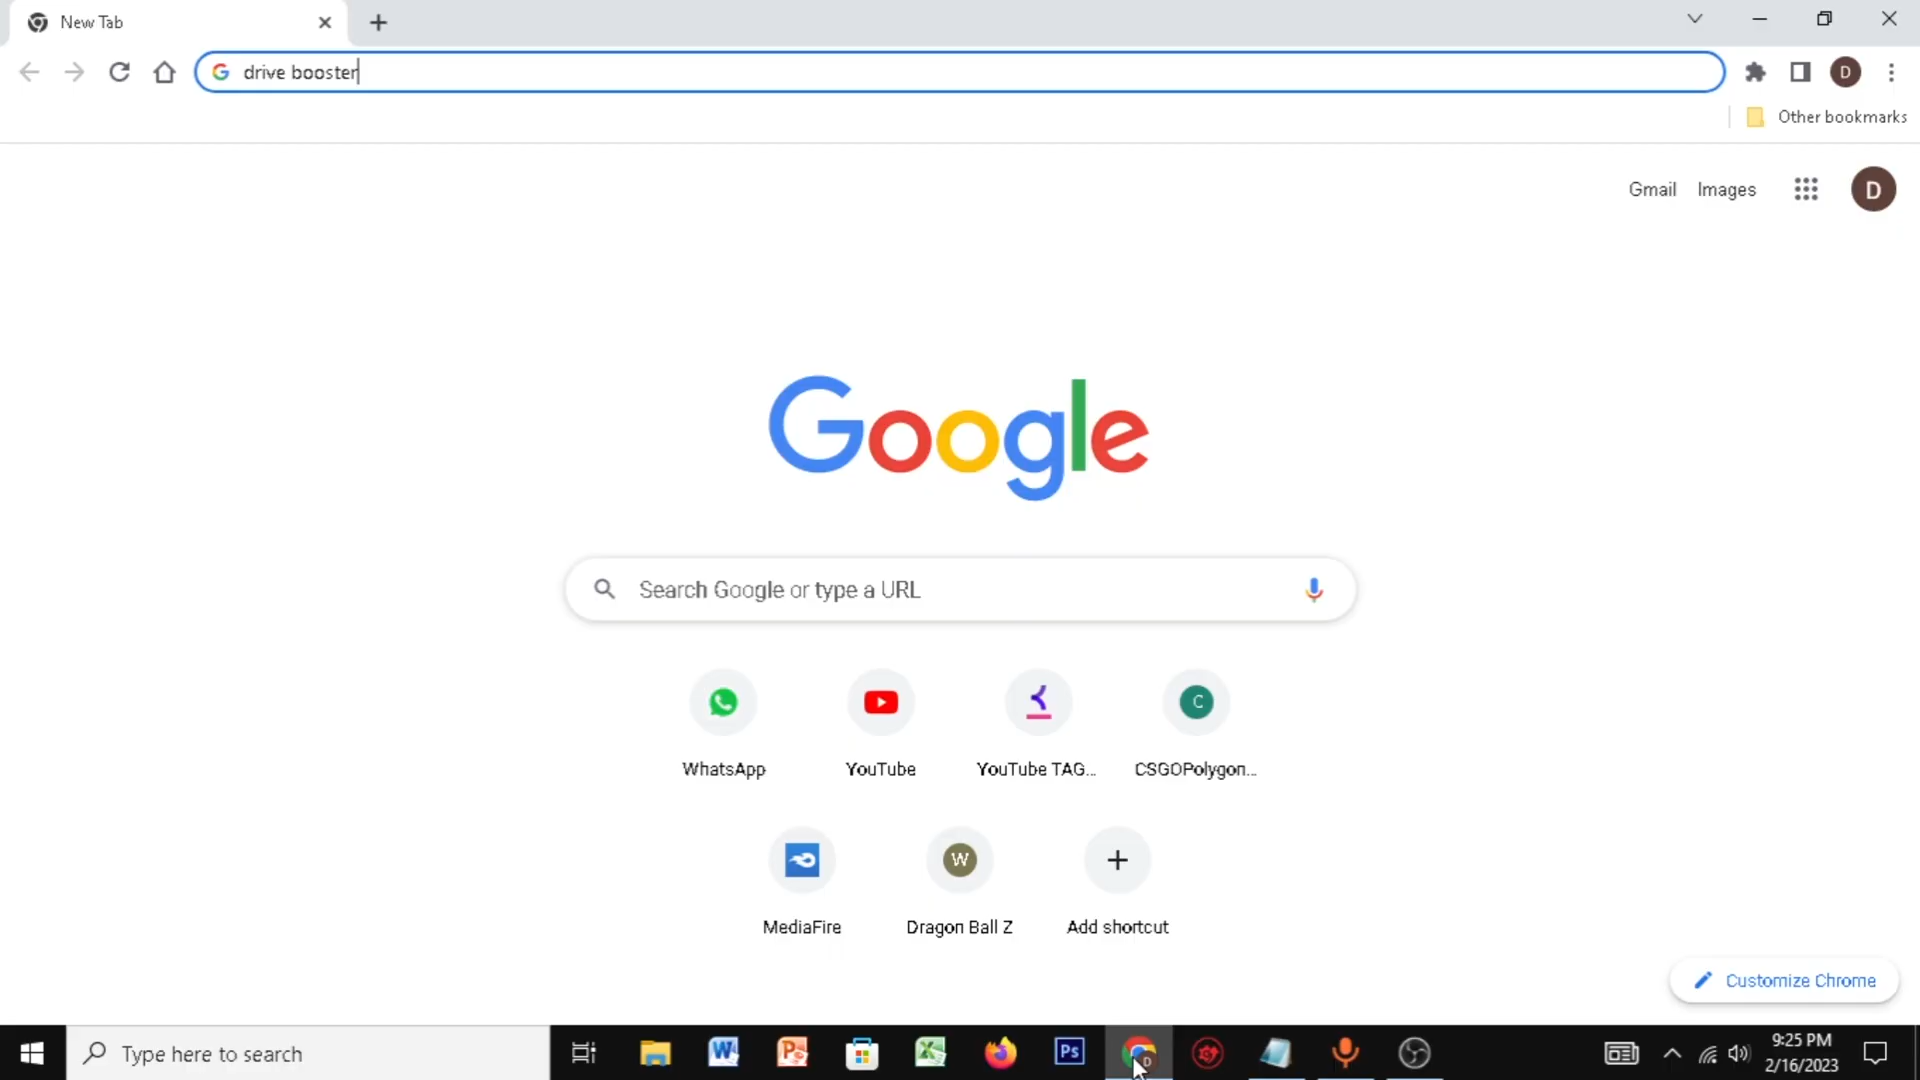 New Tab
drive booster
Other bookmarks
Gmail Images
D
D
Google
Search Google or type a URL
C
WhatsApp YouTube YouTube TAG... CSGOPolygon...
W
MediaFire Dragon Ball Z Add shortcut
Customize Chrome
Type here to search
Ps
D
9:25 PM
2/16/2023